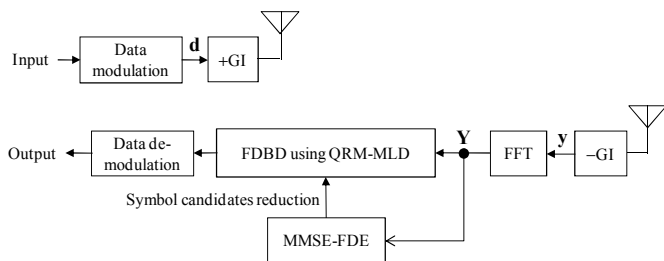 Input
Data
modulation
d
+GI
Output
Data de-
modulation
FDBD using QRM-MLD
Y
FFT
y
−GI
Symbol candidates reduction
MMSE-FDE